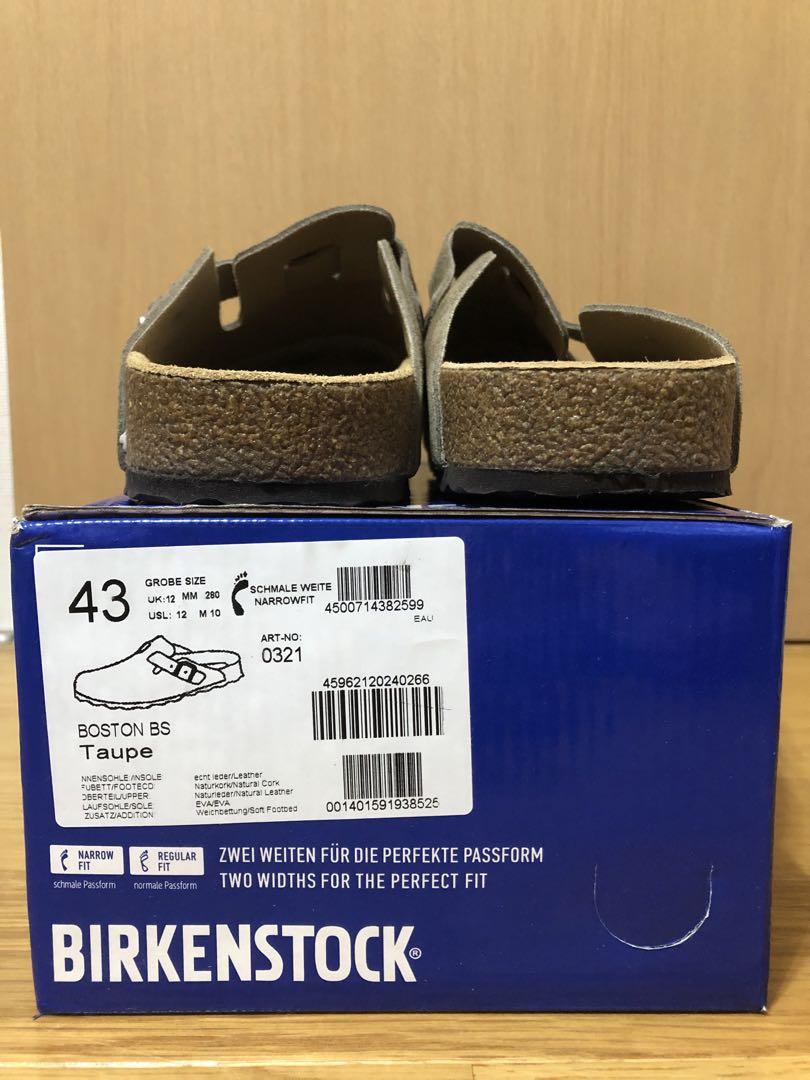 43
GROBE SIZE
UK:12 MM 280
USL: 12 M 10
SCHMALE WEITE
NARROWFIT
4500714382599
EAU
ART-NO:
0321
45962120240266
BOSTON BS
Taupe
NNENSOHLE/INSOLE: echt leder/Leather
FUBETT/FOOTECD: Naturkork/Natural Cork
OBERTEIL/UPPER: Naturleder/Natural Leather
LAUFSOHLE/SOLE: EVA/EVA
ZUSATZ/ADDITION: Weichbettung/Soft Footbed
001401591938525
NARROW FIT
schmale Passform
REGULAR FIT
normale Passform
ZWEI WEITEN FÜR DIE PERFEKTE PASSFORM
TWO WIDTHS FOR THE PERFECT FIT
BIRKENSTOCK®